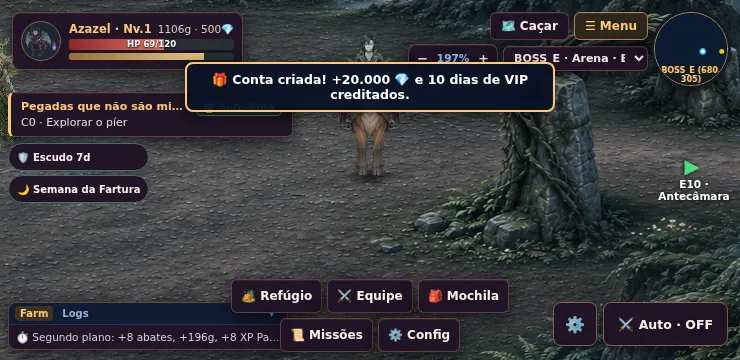 Azazel · Nv.1 1106g · 500💎
HP 69/120
🗺️ Caçar
☰ Menu
− 197% +
BOSS_E · Arena · E
BOSS_E (680,
305)
🎁 Conta criada! +20.000 💎 e 10 dias de VIP
creditados.
Pegadas que não são mi…
C0 · Explorar o píer
🛡️ Escudo 7d
🌙 Semana da Fartura
E10 ·
Antecâmara
🏕️ Refúgio
⚔️ Equipe
🎒 Mochila
Farm Logs
⏱️ Segundo plano: +8 abates, +196g, +8 XP Pa…
📜 Missões
⚙️ Config
⚔️ Auto · OFF